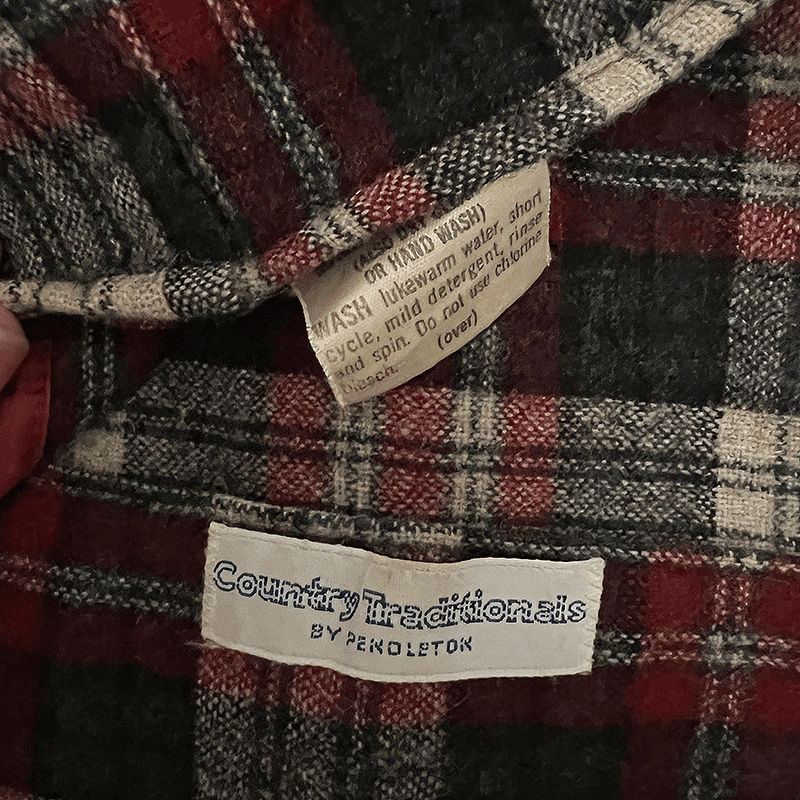 (ALSO DRY
OR HAND WASH)
WASH lukewarm water, short
cycle, mild detergent, rinse
and spin. Do not use chlorine
bleach. (over)
Country Traditionals
BY PENDLETON